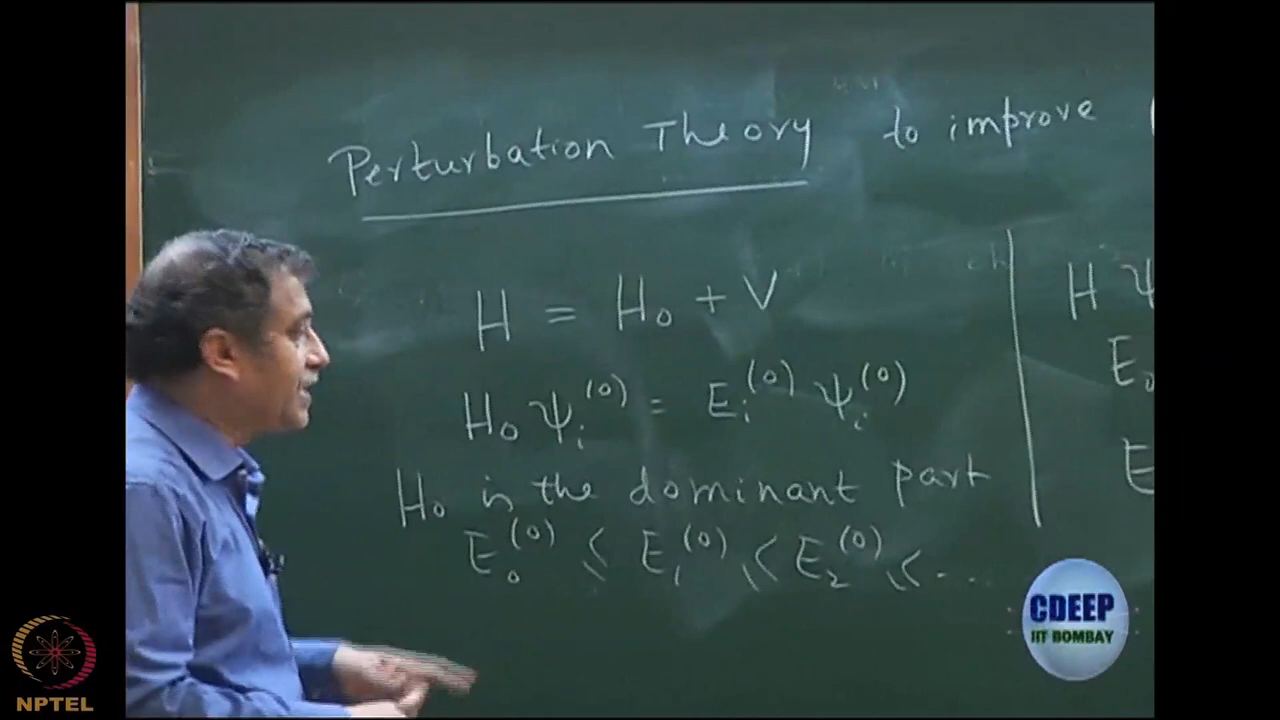 Perturbation Theory to improve
H = H₀ + V
H₀ ψᵢ⁽⁰⁾ = Eᵢ⁽⁰⁾ ψᵢ⁽⁰⁾
H₀ is the dominant part
E₀⁽⁰⁾ ≤ E₁⁽⁰⁾ ≤ E₂⁽⁰⁾ ≤ ...
H ψ
E₀
E
CDEEP
IIT BOMBAY
NPTEL